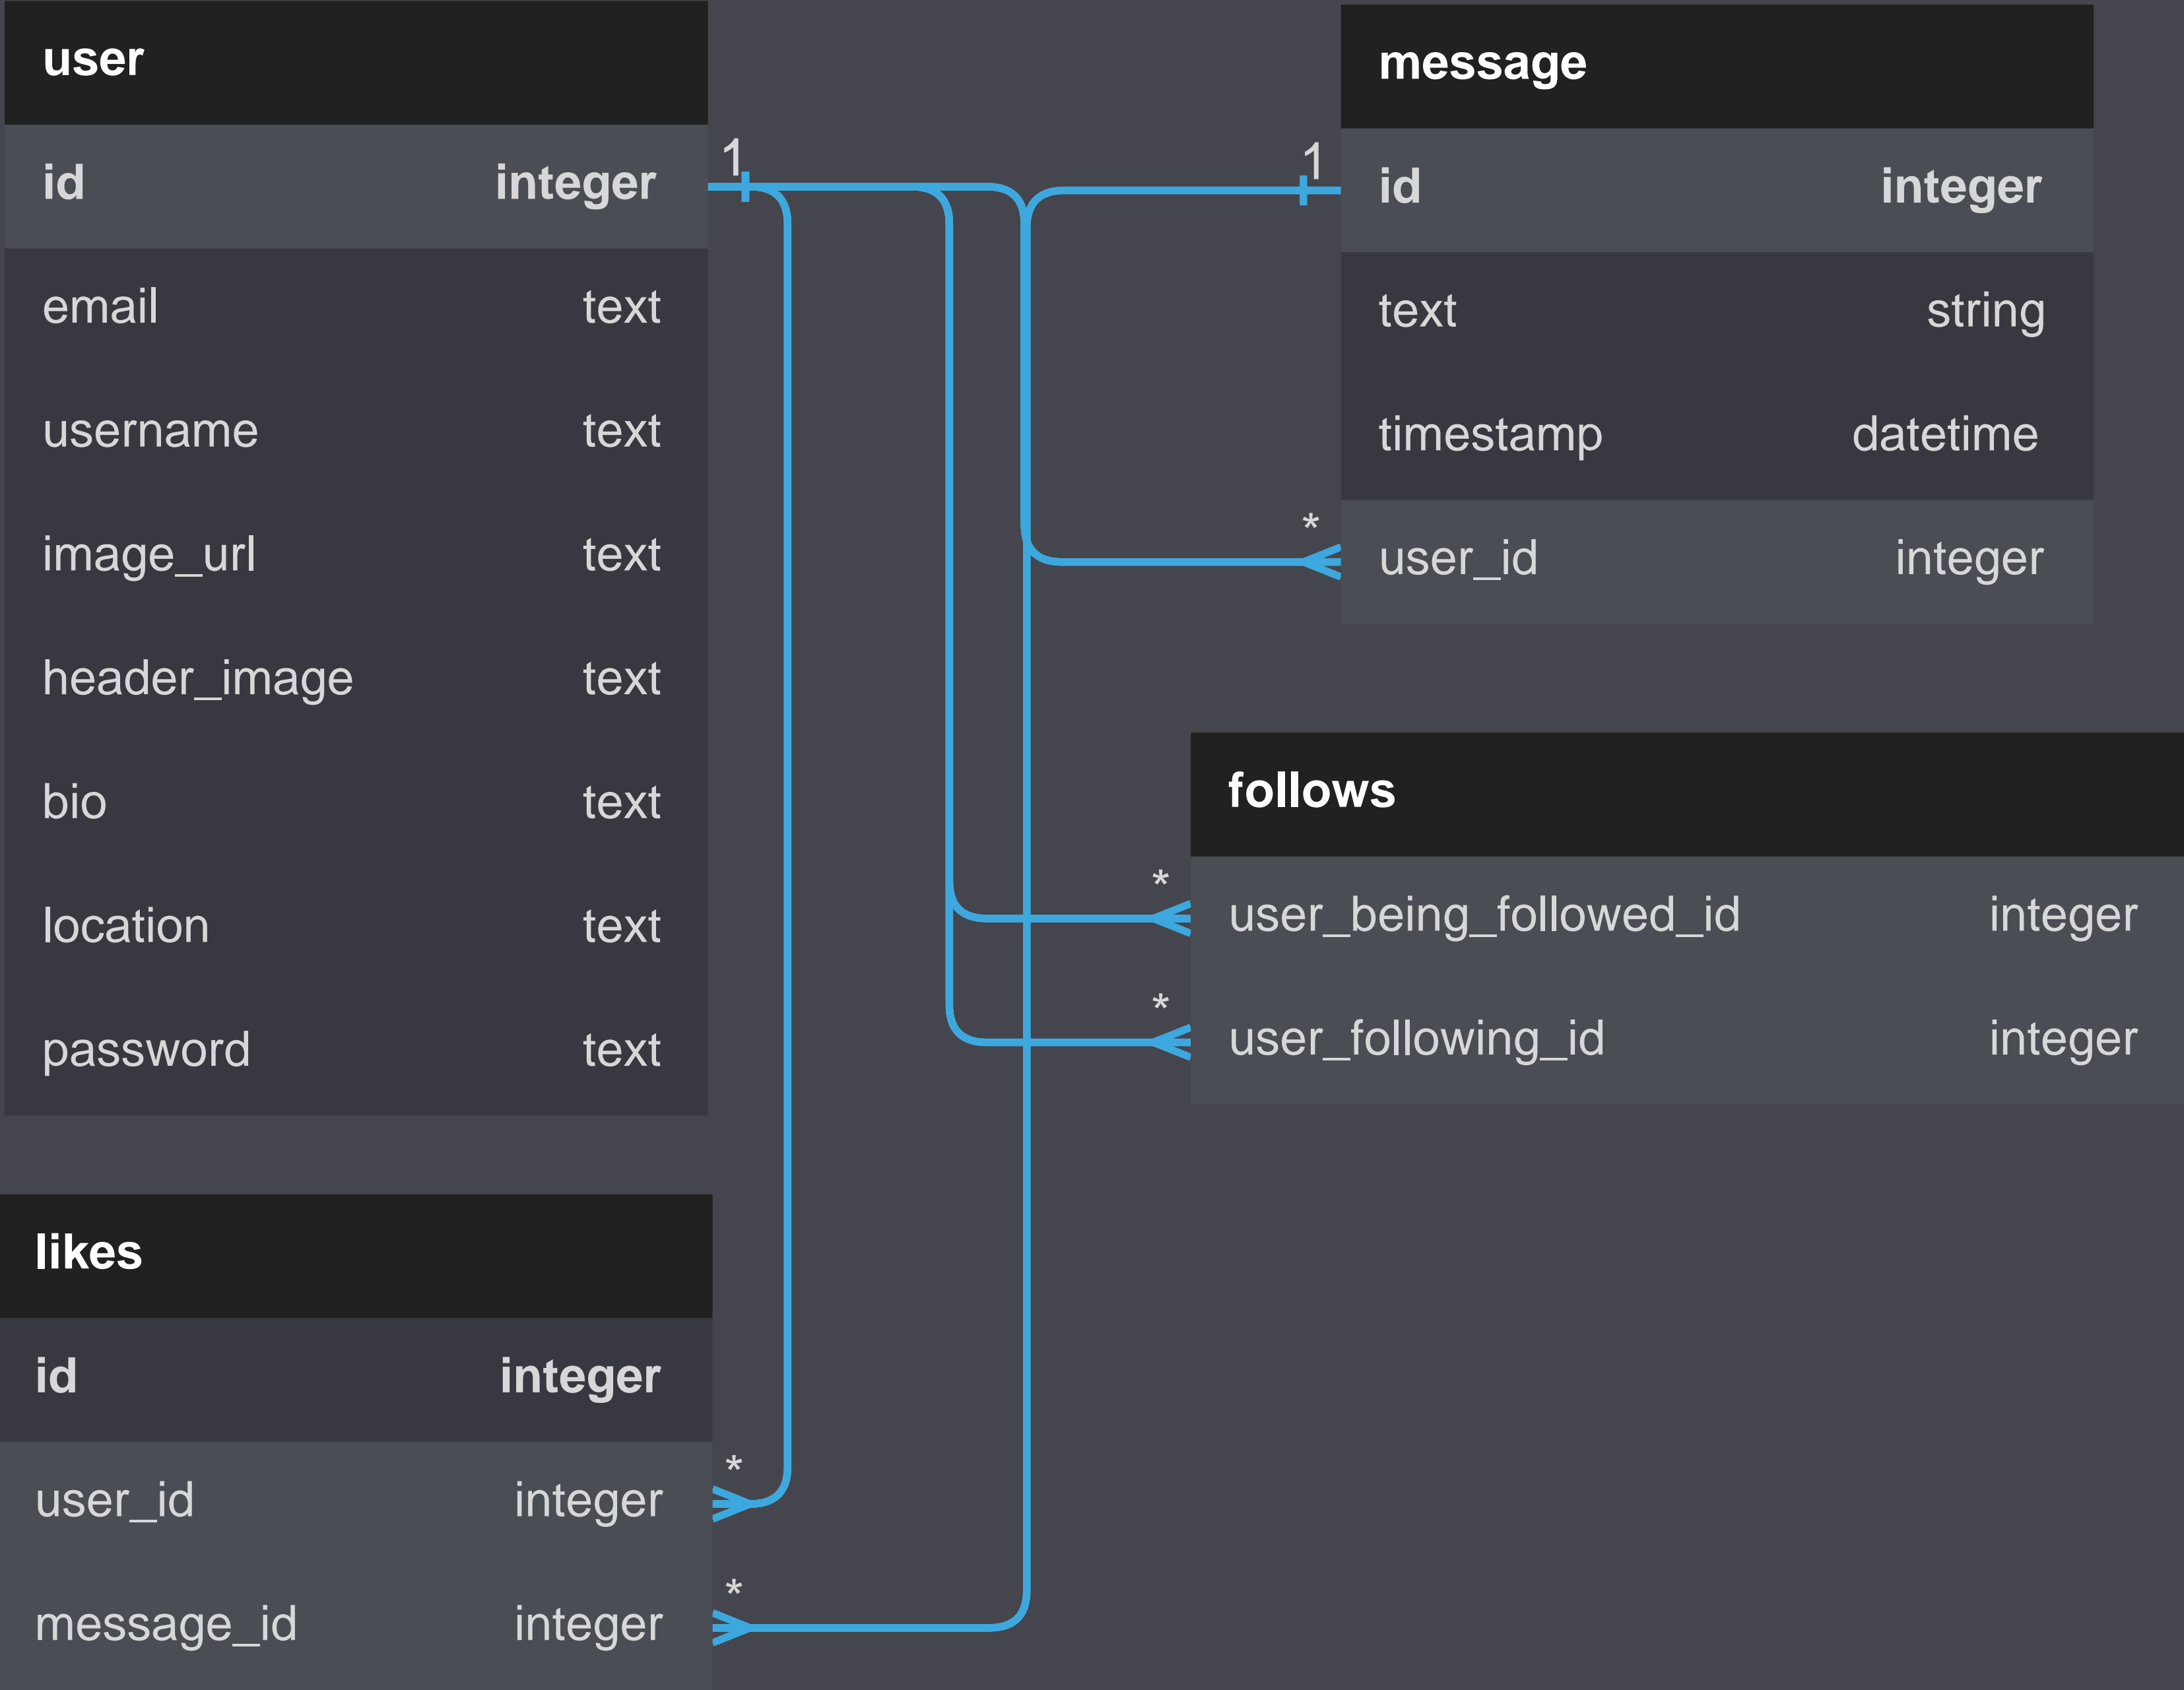 user
id integer
email text
username text
image_url text
header_image text
bio text
location text
password text
1
1
message
id integer
text string
timestamp datetime
* user_id integer
follows
* user_being_followed_id integer
* user_following_id integer
likes
id integer
user_id integer *
message_id integer *